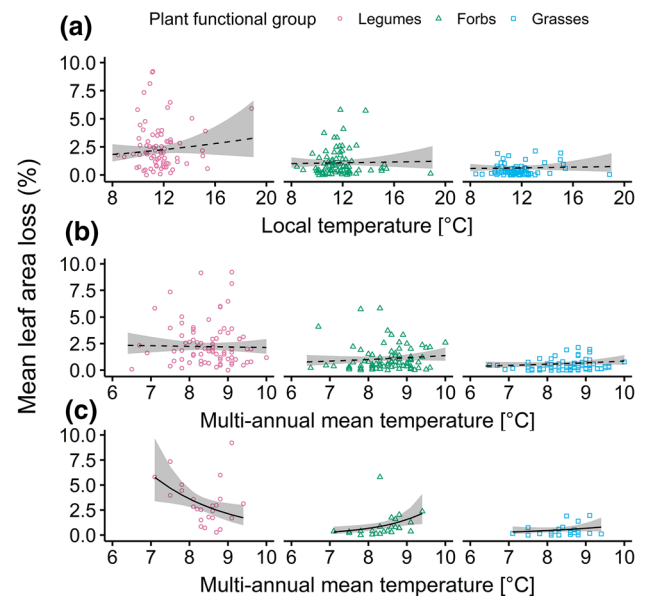 Plant functional group Legumes Forbs Grasses
(a)
10.0
7.5
5.0
2.5
0.0
8 12 16 20 8 12 16 20 8 12 16 20
Local temperature [°C]
(b)
10.0
7.5
5.0
2.5
0.0
6 7 8 9 10 6 7 8 9 10 6 7 8 9 10
Multi-annual mean temperature [°C]
(c)
10.0
7.5
5.0
2.5
0.0
6 7 8 9 10 6 7 8 9 10 6 7 8 9 10
Multi-annual mean temperature [°C]
Mean leaf area loss (%)